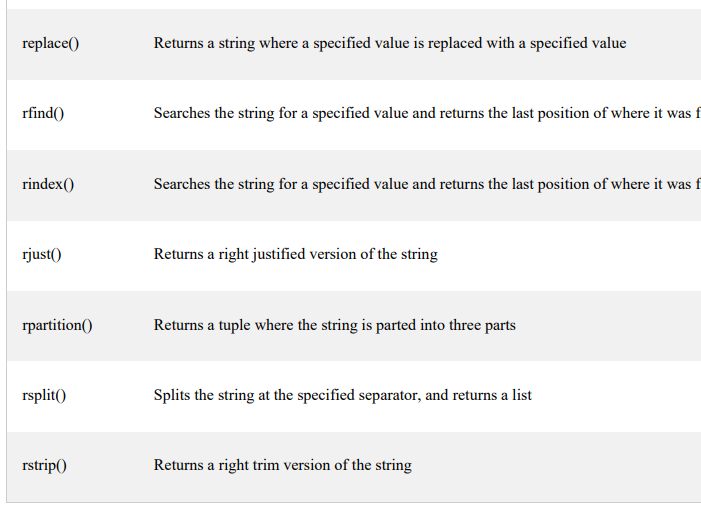 replace() Returns a string where a specified value is replaced with a specified value
rfind() Searches the string for a specified value and returns the last position of where it was
rindex() Searches the string for a specified value and returns the last position of where it was
rjust() Returns a right justified version of the string
rpartition() Returns a tuple where the string is parted into three parts
rsplit() Splits the string at the specified separator, and returns a list
rstrip() Returns a right trim version of the string